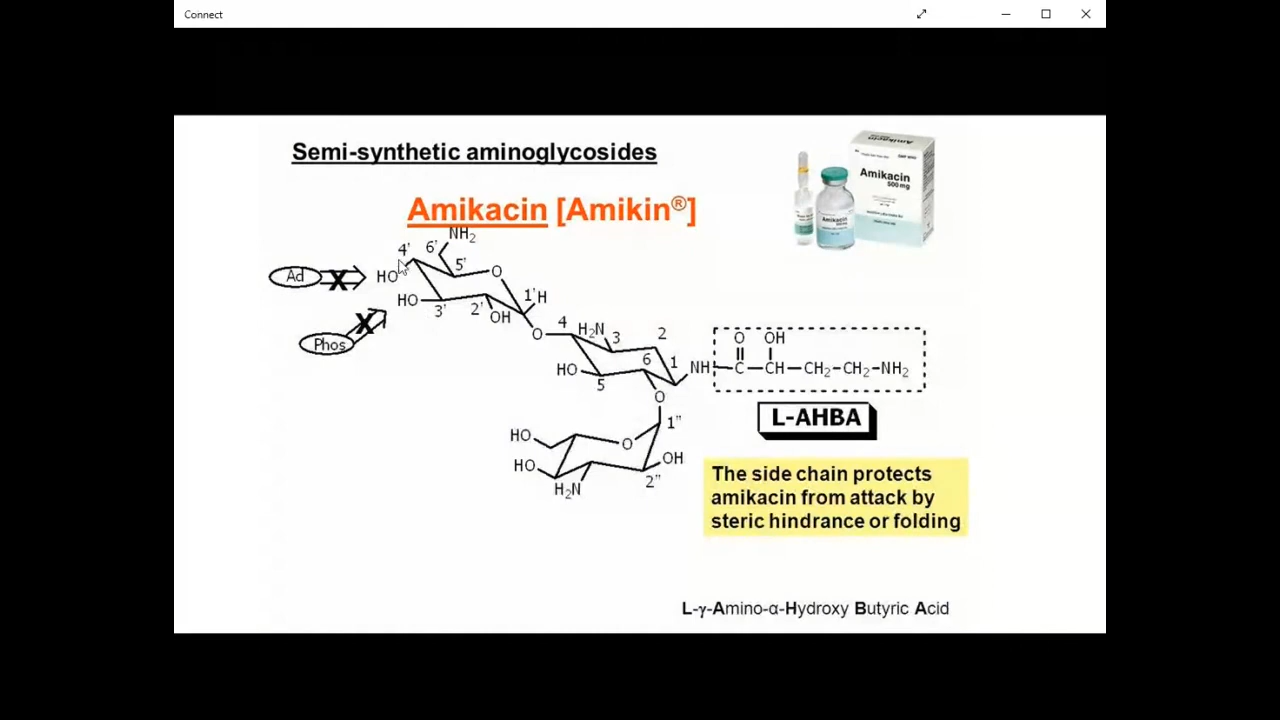 Connect
Semi-synthetic aminoglycosides
Amikacin [Amikin®]
Amikacin
500mg
Amikacin
NH2
4' 6'
5'
O
Ad
X
HO
HO
3'
2'
OH
1'
H
Phos
X
O
4
H2N
3
2
HO
5
6
1
NH
O OH
C—CH—CH2—CH2—NH2
O
1"
L-AHBA
HO
O
HO
OH
H2N
2"
The side chain protects
amikacin from attack by
steric hindrance or folding
L-γ-Amino-α-Hydroxy Butyric Acid